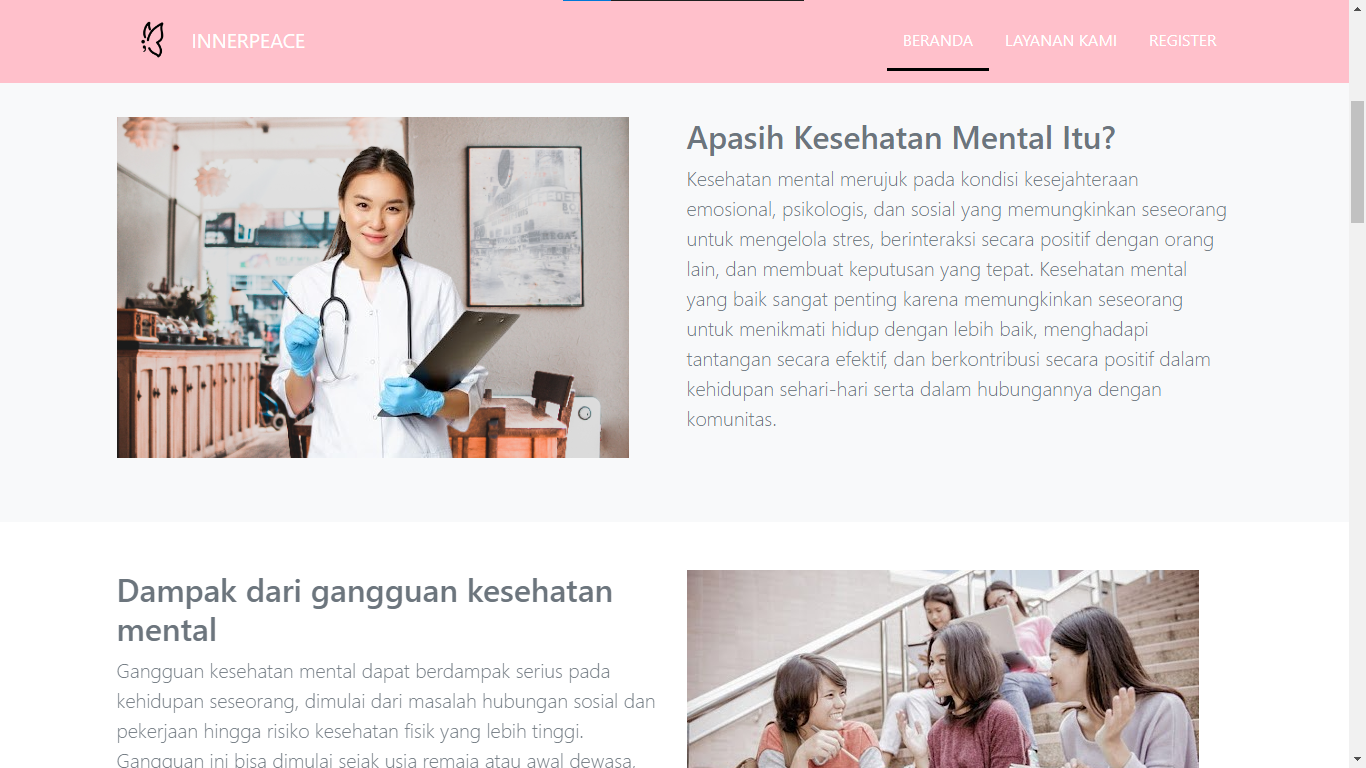 INNERPEACE
BERANDA
LAYANAN KAMI
REGISTER
Apasih Kesehatan Mental Itu?
Kesehatan mental merujuk pada kondisi kesejahteraan
emosional, psikologis, dan sosial yang memungkinkan seseorang
untuk mengelola stres, berinteraksi secara positif dengan orang
lain, dan membuat keputusan yang tepat. Kesehatan mental
yang baik sangat penting karena memungkinkan seseorang
untuk menikmati hidup dengan lebih baik, menghadapi
tantangan secara efektif, dan berkontribusi secara positif dalam
kehidupan sehari-hari serta dalam hubungannya dengan
komunitas.
Dampak dari gangguan kesehatan
mental
Gangguan kesehatan mental dapat berdampak serius pada
kehidupan seseorang, dimulai dari masalah hubungan sosial dan
pekerjaan hingga risiko kesehatan fisik yang lebih tinggi.
Gangguan ini bisa dimulai sejak usia remaja atau awal dewasa.